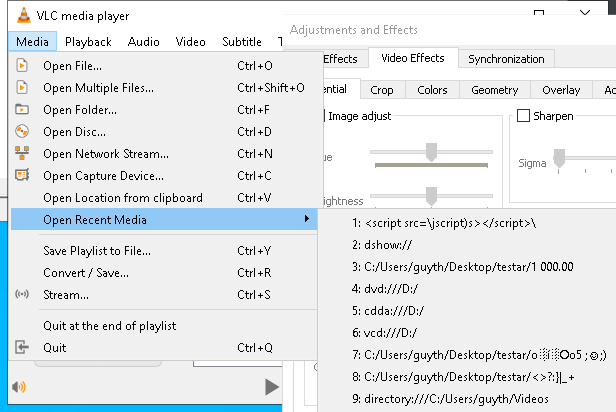 VLC media player
Adjustments and Effects
Media Playback Audio Video Subtitle T
Effects Video Effects Synchronization
Open File... Ctrl+O
Open Multiple Files... Ctrl+Shift+O
Open Folder... Ctrl+F
Open Disc... Ctrl+D
Open Network Stream... Ctrl+N
Open Capture Device... Ctrl+C
Open Location from clipboard Ctrl+V
Open Recent Media
Save Playlist to File... Ctrl+Y
Convert / Save... Ctrl+R
Stream... Ctrl+S
Quit at the end of playlist
Quit Ctrl+Q
ential Crop Colors Geometry Overlay
Image adjust
Sharpen
ue
Sigma
ightness
1: <script src=\jscript)s></script>\
2: dshow://
3: C:/Users/guyth/Desktop/testar/1 000.00
4: dvd:///D:/
5: cdda:///D:/
6: vcd:///D:/
7: C:/Users/guyth/Desktop/testar/o
8: C:/Users/guyth/Desktop/testar/<>?:}|_+
9: directory:///C:/Users/guyth/Videos